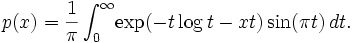 p(x) = \frac{1}{\pi} \int_0^\infty \exp(-t \log t - xt) \sin(\pi t) \, dt.